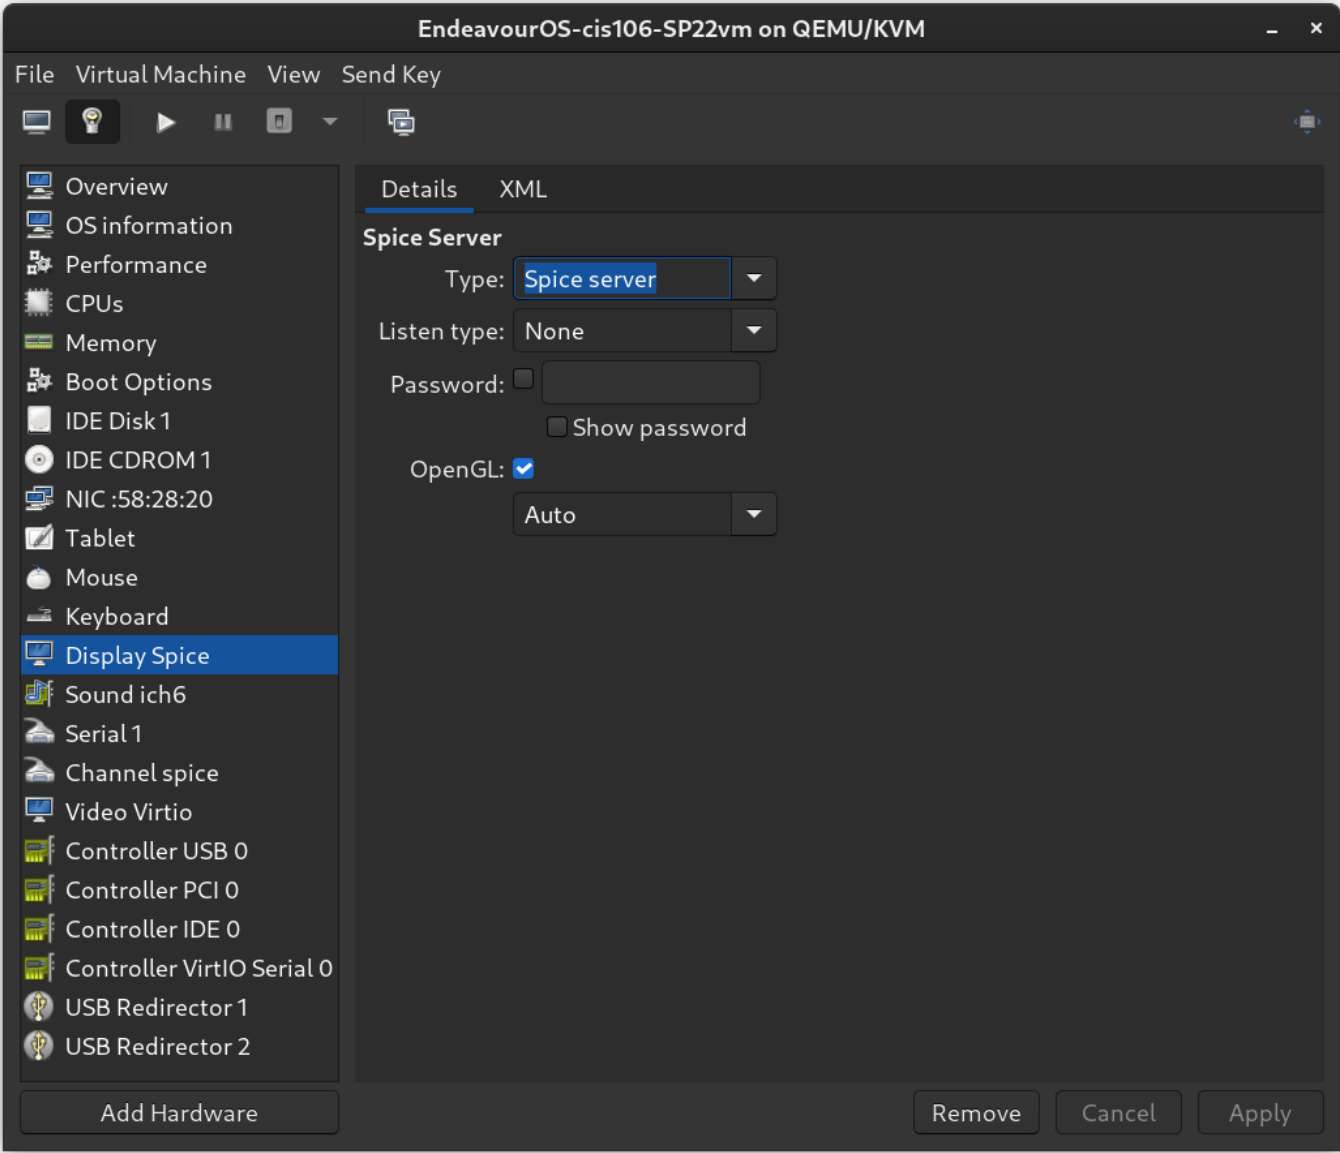 EndeavourOS-cis106-SP22vm on QEMU/KVM
File Virtual Machine View Send Key
Overview
OS information
Performance
CPUs
Memory
Boot Options
IDE Disk 1
IDE CDROM 1
NIC :58:28:20
Tablet
Mouse
Keyboard
Display Spice
Sound ich6
Serial 1
Channel spice
Video Virtio
Controller USB 0
Controller PCI 0
Controller IDE 0
Controller VirtIO Serial 0
USB Redirector 1
USB Redirector 2
Add Hardware
Details XML
Spice Server
Type: Spice server
Listen type: None
Password:
Show password
OpenGL:
Auto
Remove Cancel Apply